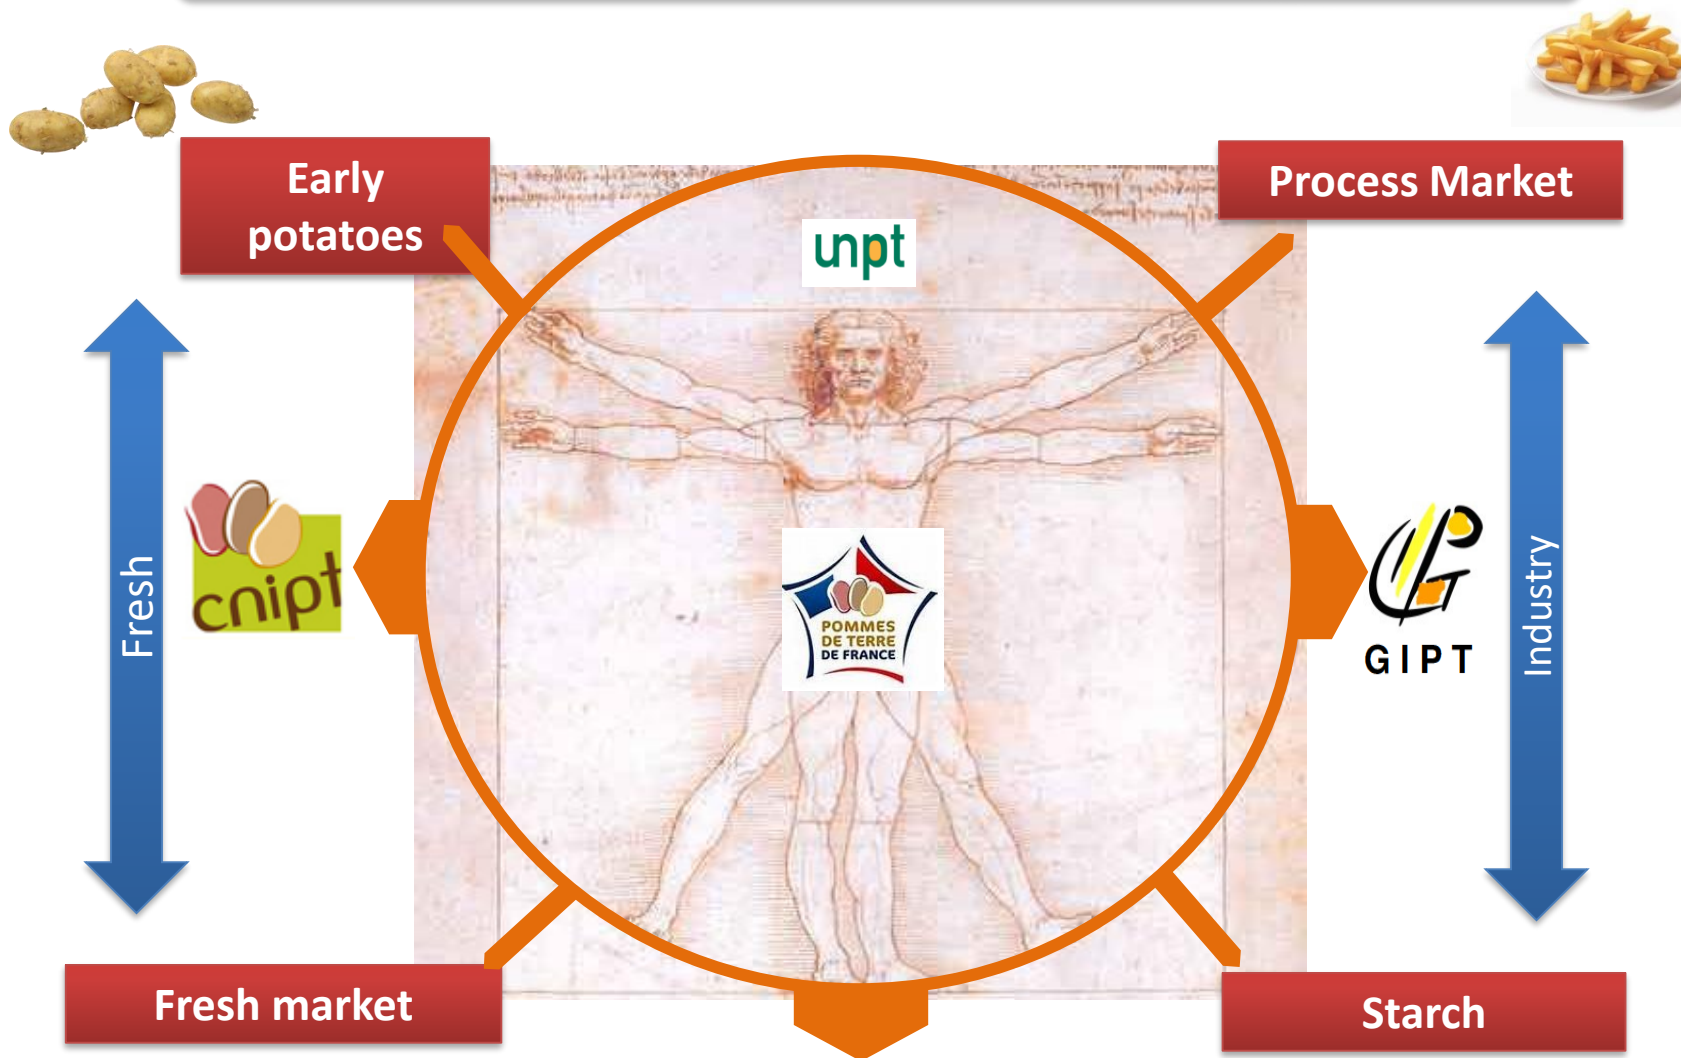 Early
potatoes
Process Market
unpt
Fresh
cnipt
POMMES
DE TERRE
DE FRANCE
GIPT
Industry
Fresh market
Starch